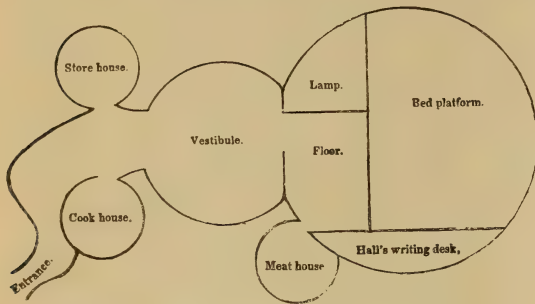 Store house.
Lamp.
Bed platform.
Vestibule.
Floor.
Cook house.
Hall's writing desk,
Meat house
Entrance.